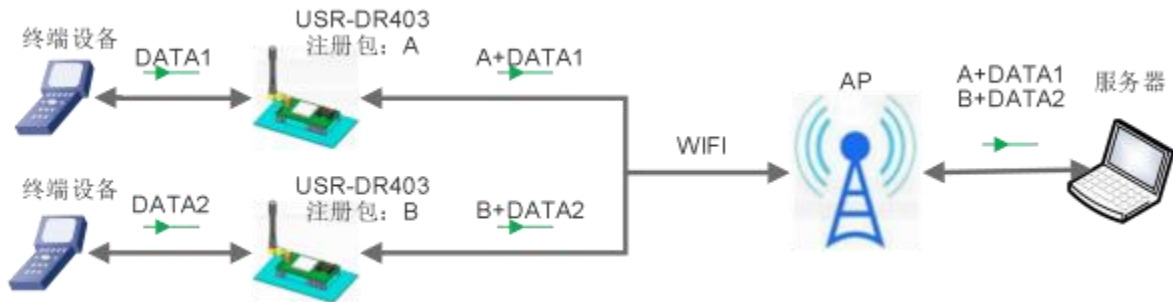 终端设备
DATA1
USR-DR403
注册包：A
A+DATA1
AP
A+DATA1
B+DATA2
服务器
WIFI
终端设备
DATA2
USR-DR403
注册包：B
B+DATA2